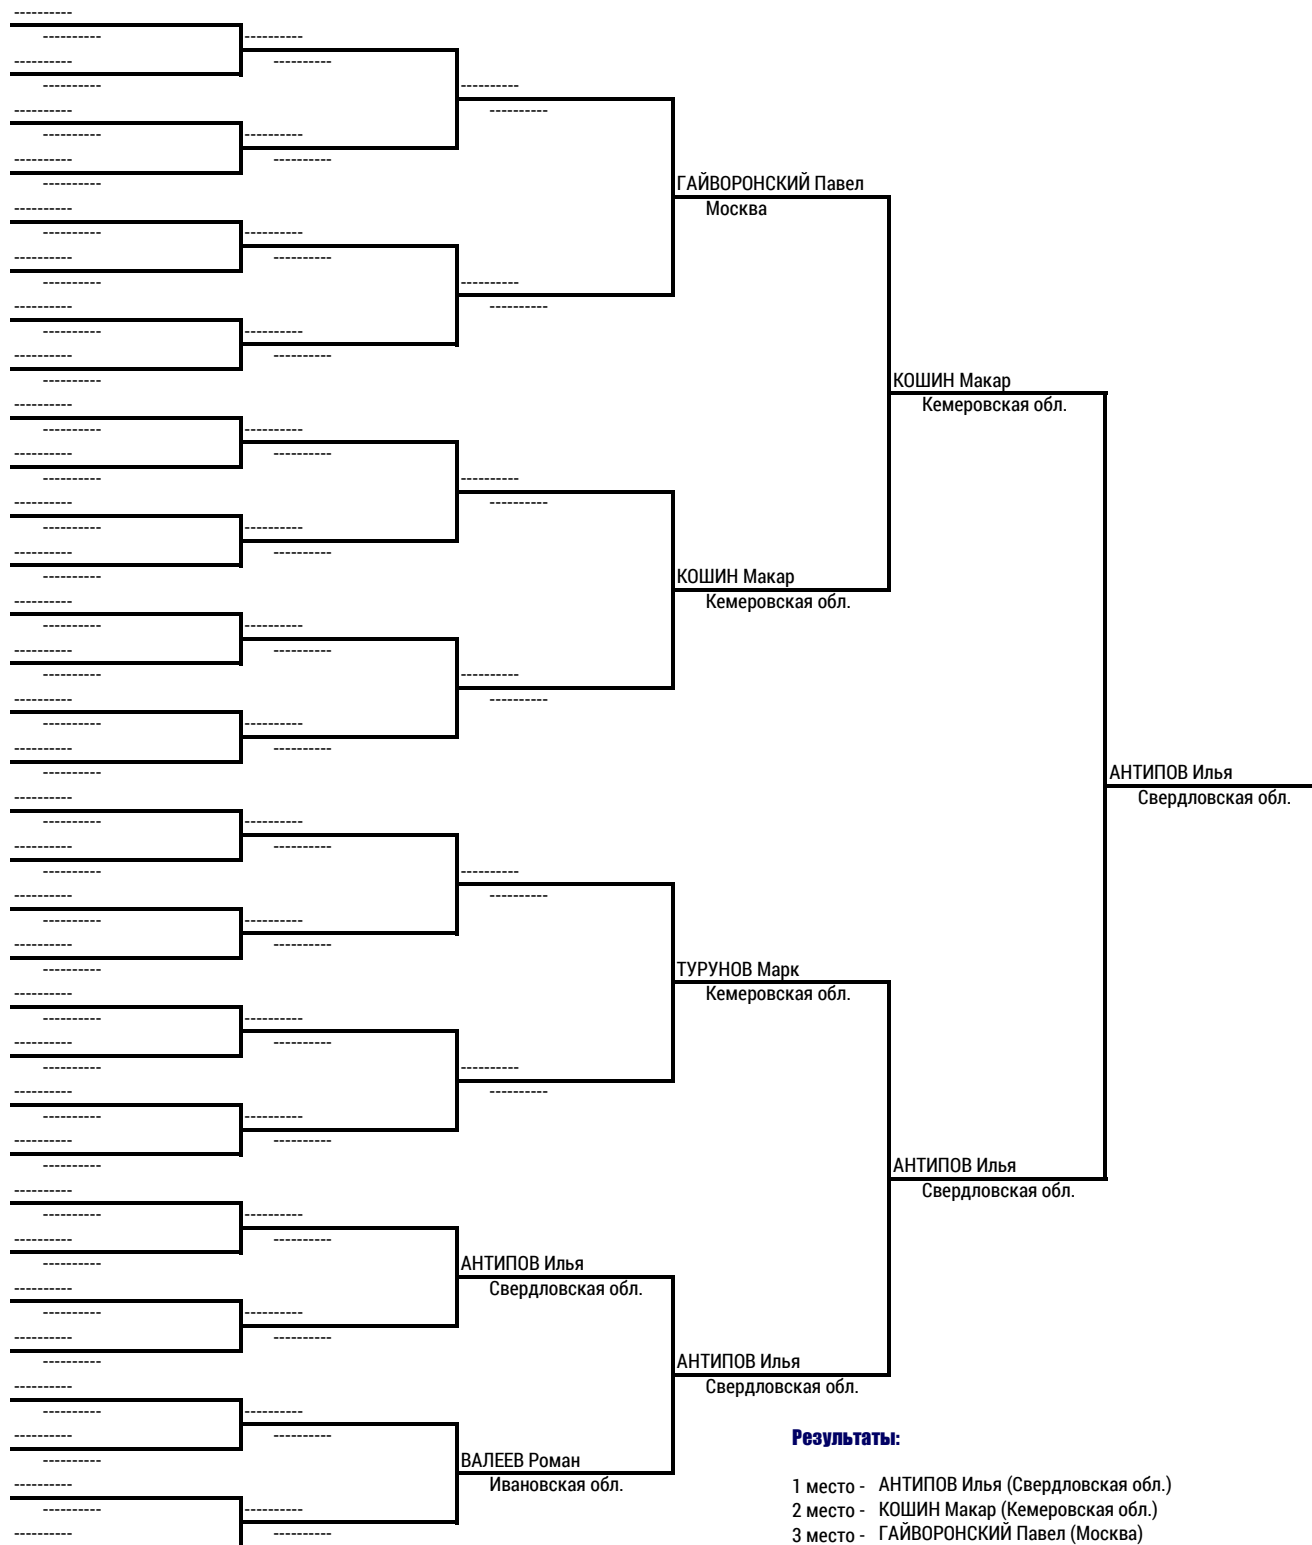 ГАЙВОРОНСКИЙ Павел
Москва
КОШИН Макар
Кемеровская обл.
КОШИН Макар
Кемеровская обл.
АНТИПОВ Илья
Свердловская обл.
ТУРУНОВ Марк
Кемеровская обл.
АНТИПОВ Илья
Свердловская обл.
АНТИПОВ Илья
Свердловская обл.
АНТИПОВ Илья
Свердловская обл.
ВАЛЕЕВ Роман
Ивановская обл.
Результаты:
1 место - АНТИПОВ Илья (Свердловская обл.)
2 место - КОШИН Макар (Кемеровская обл.)
3 место - ГАЙВОРОНСКИЙ Павел (Москва)